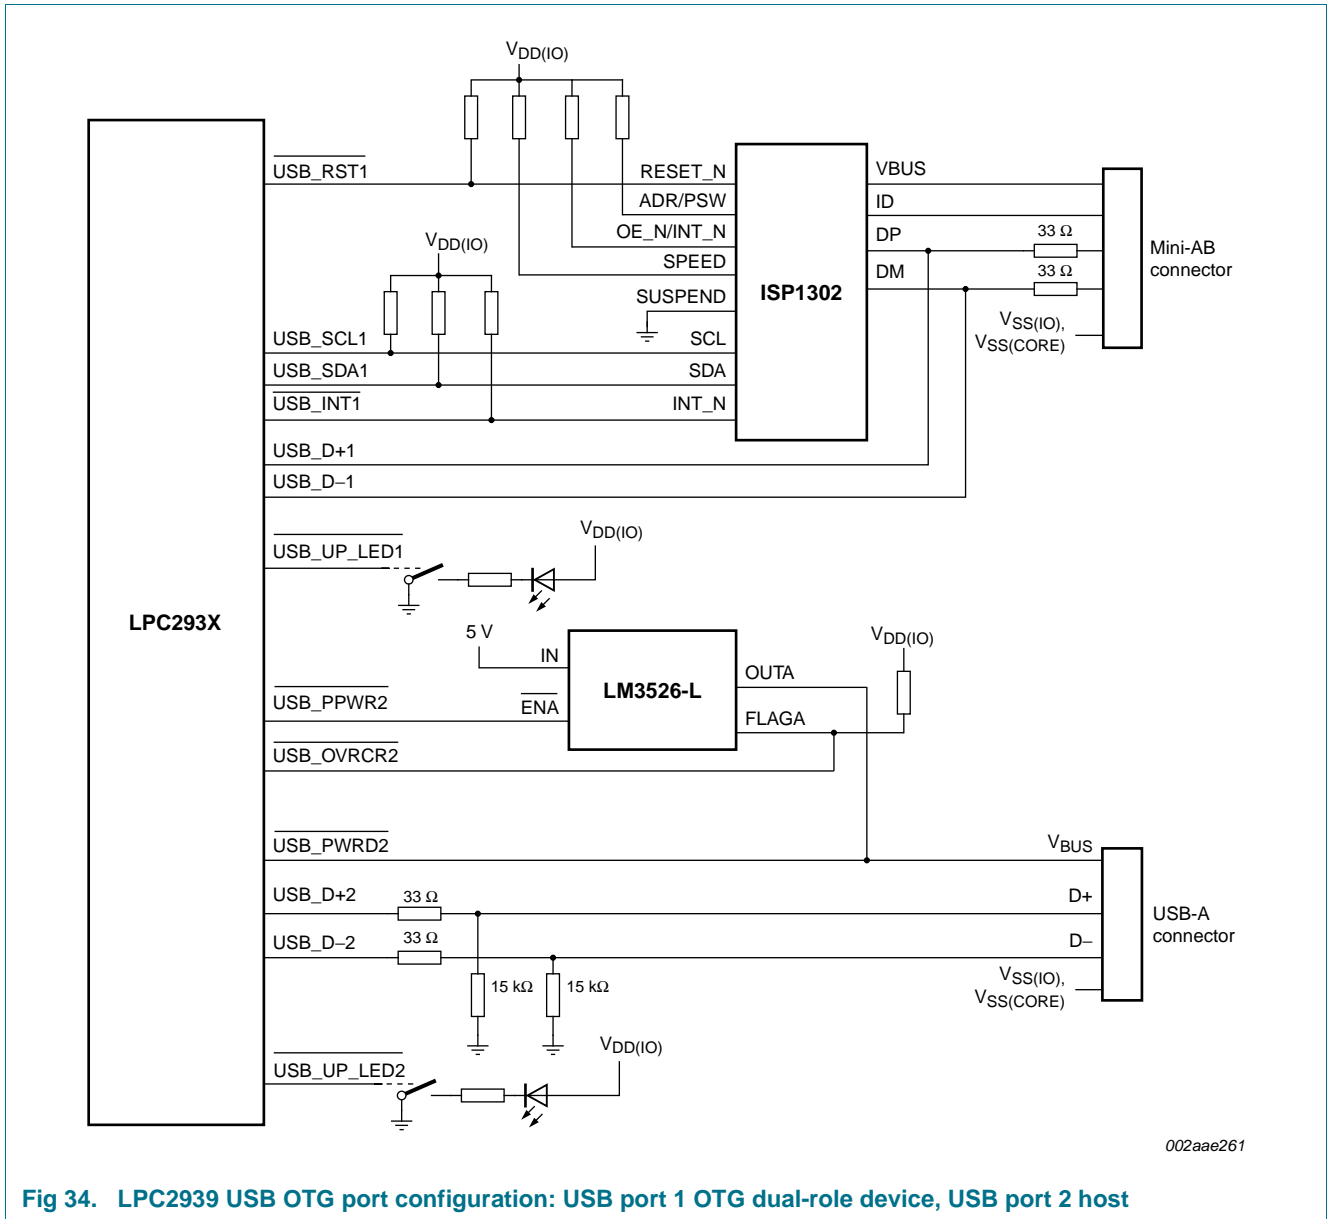 VDD(IO)
USB_RST1
RESET_N
VBUS
ADR/PSW
ID
OE_N/INT_N
DP
33 Ω
VDD(IO)
SPEED
DM
33 Ω
Mini-AB
connector
SUSPEND
ISP1302
VSS(IO),
VSS(CORE)
USB_SCL1
SCL
USB_SDA1
SDA
USB_INT1
INT_N
USB_D+1
USB_D−1
VDD(IO)
USB_UP_LED1
LPC293X
5 V
IN
VDD(IO)
LM3526-L
OUTA
USB_PPWR2
ENA
FLAGA
USB_OVRCR2
USB_PWRD2
VBUS
USB_D+2
33 Ω
D+
USB-A
connector
USB_D−2
33 Ω
D−
15 kΩ
15 kΩ
VSS(IO),
VSS(CORE)
VDD(IO)
USB_UP_LED2
002aae261
Fig 34. LPC2939 USB OTG port configuration: USB port 1 OTG dual-role device, USB port 2 host